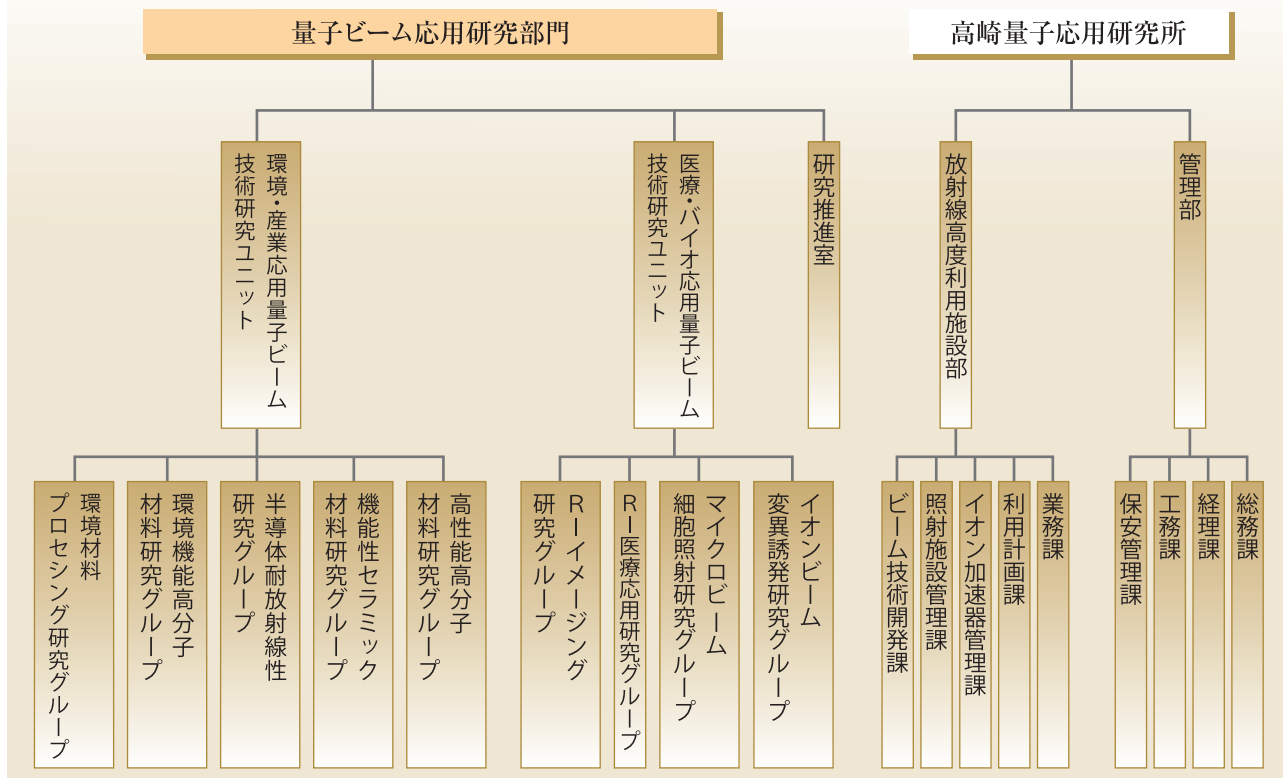 量子ビーム応用研究部門
高崎量子応用研究所
環境・産業応用量子ビーム
技術研究ユニット
医療・バイオ応用量子ビーム
技術研究ユニット
研究推進室
放射線高度利用施設部
管理部
環境材料
プロセシング研究グループ
環境機能高分子
材料研究グループ
半導体耐放射線性
研究グループ
機能性セラミック
材料研究グループ
高性能高分子
材料研究グループ
RーイメージングI
研究グループ
RI医療応用研究グループ
マイクロビーム
細胞照射研究グループ
イオンビーム
変異誘発研究グループ
ビーム技術開発課
照射施設管理課
イオン加速器管理課
利用計画課
業務課
保安管理課
工務課
経理課
総務課